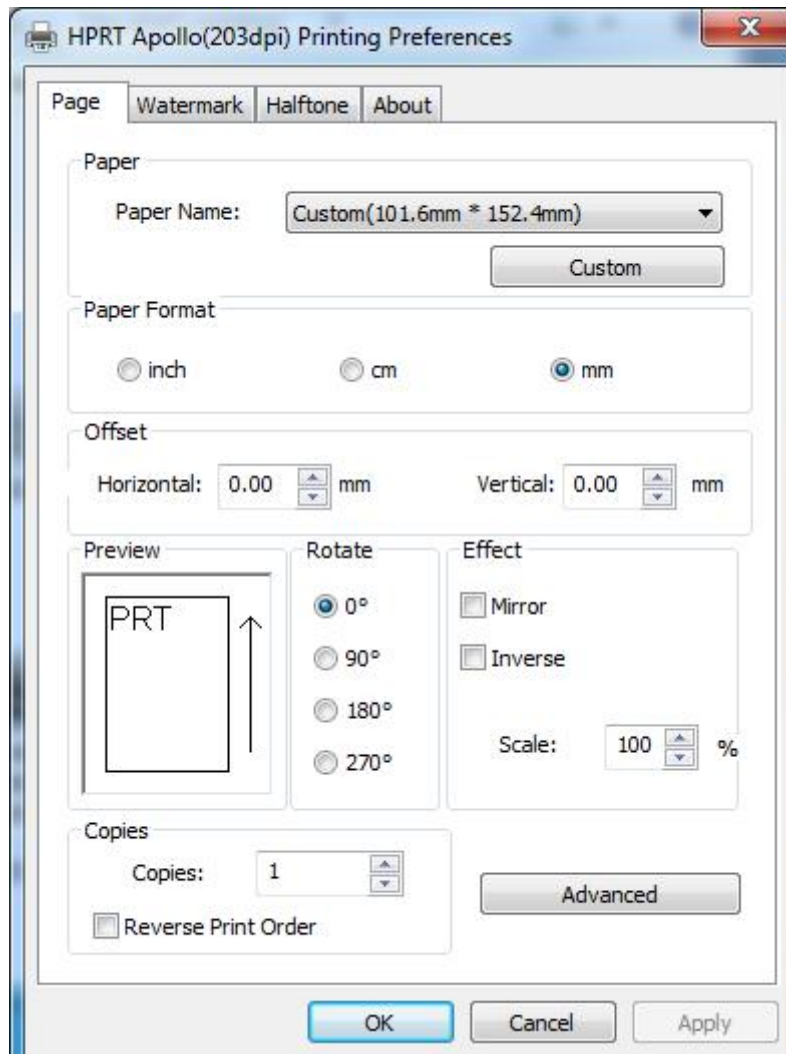 HPRT Apollo(203dpi) Printing Preferences
Page Watermark Halftone About
Paper
Paper Name: Custom(101.6mm * 152.4mm)
Custom
Paper Format
inch cm mm
Offset
Horizontal: 0.00 mm Vertical: 0.00 mm
Preview Rotate Effect
PRT 0° Mirror
90° Inverse
180°
Scale: 100 %
270°
Copies
Copies: 1
Advanced
Reverse Print Order
OK Cancel Apply